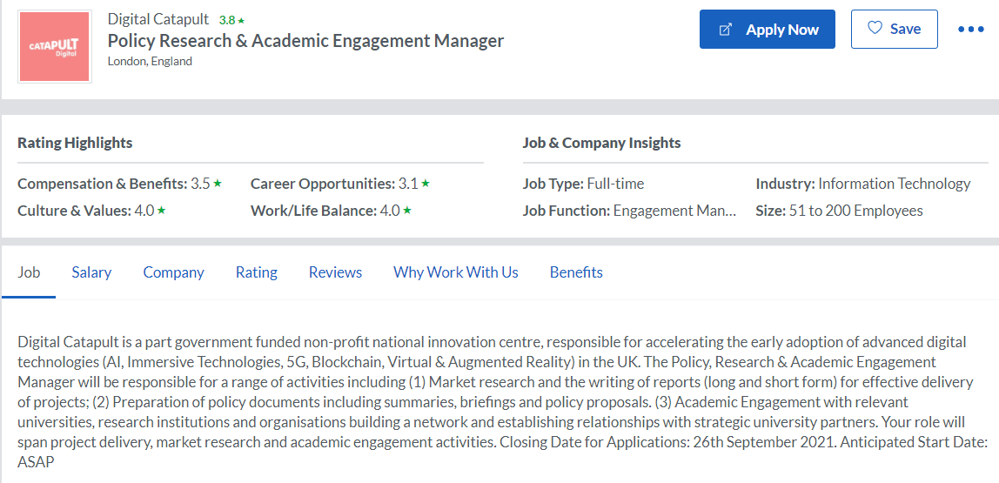 CATAPULT
Digital
Digital Catapult 3.8 ★
Policy Research & Academic Engagement Manager
London, England
Apply Now
Save
Rating Highlights
Compensation & Benefits: 3.5 ★
Career Opportunities: 3.1 ★
Culture & Values: 4.0 ★
Work/Life Balance: 4.0 ★
Job & Company Insights
Job Type: Full-time
Industry: Information Technology
Job Function: Engagement Man...
Size: 51 to 200 Employees
Job Salary Company Rating Reviews Why Work With Us Benefits
Digital Catapult is a part government funded non-profit national innovation centre, responsible for accelerating the early adoption of advanced digital
technologies (AI, Immersive Technologies, 5G, Blockchain, Virtual & Augmented Reality) in the UK. The Policy, Research & Academic Engagement
Manager will be responsible for a range of activities including (1) Market research and the writing of reports (long and short form) for effective delivery
of projects; (2) Preparation of policy documents including summaries, briefings and policy proposals. (3) Academic Engagement with relevant
universities, research institutions and organisations building a network and establishing relationships with strategic university partners. Your role will
span project delivery, market research and academic engagement activities. Closing Date for Applications: 26th September 2021. Anticipated Start Date:
ASAP